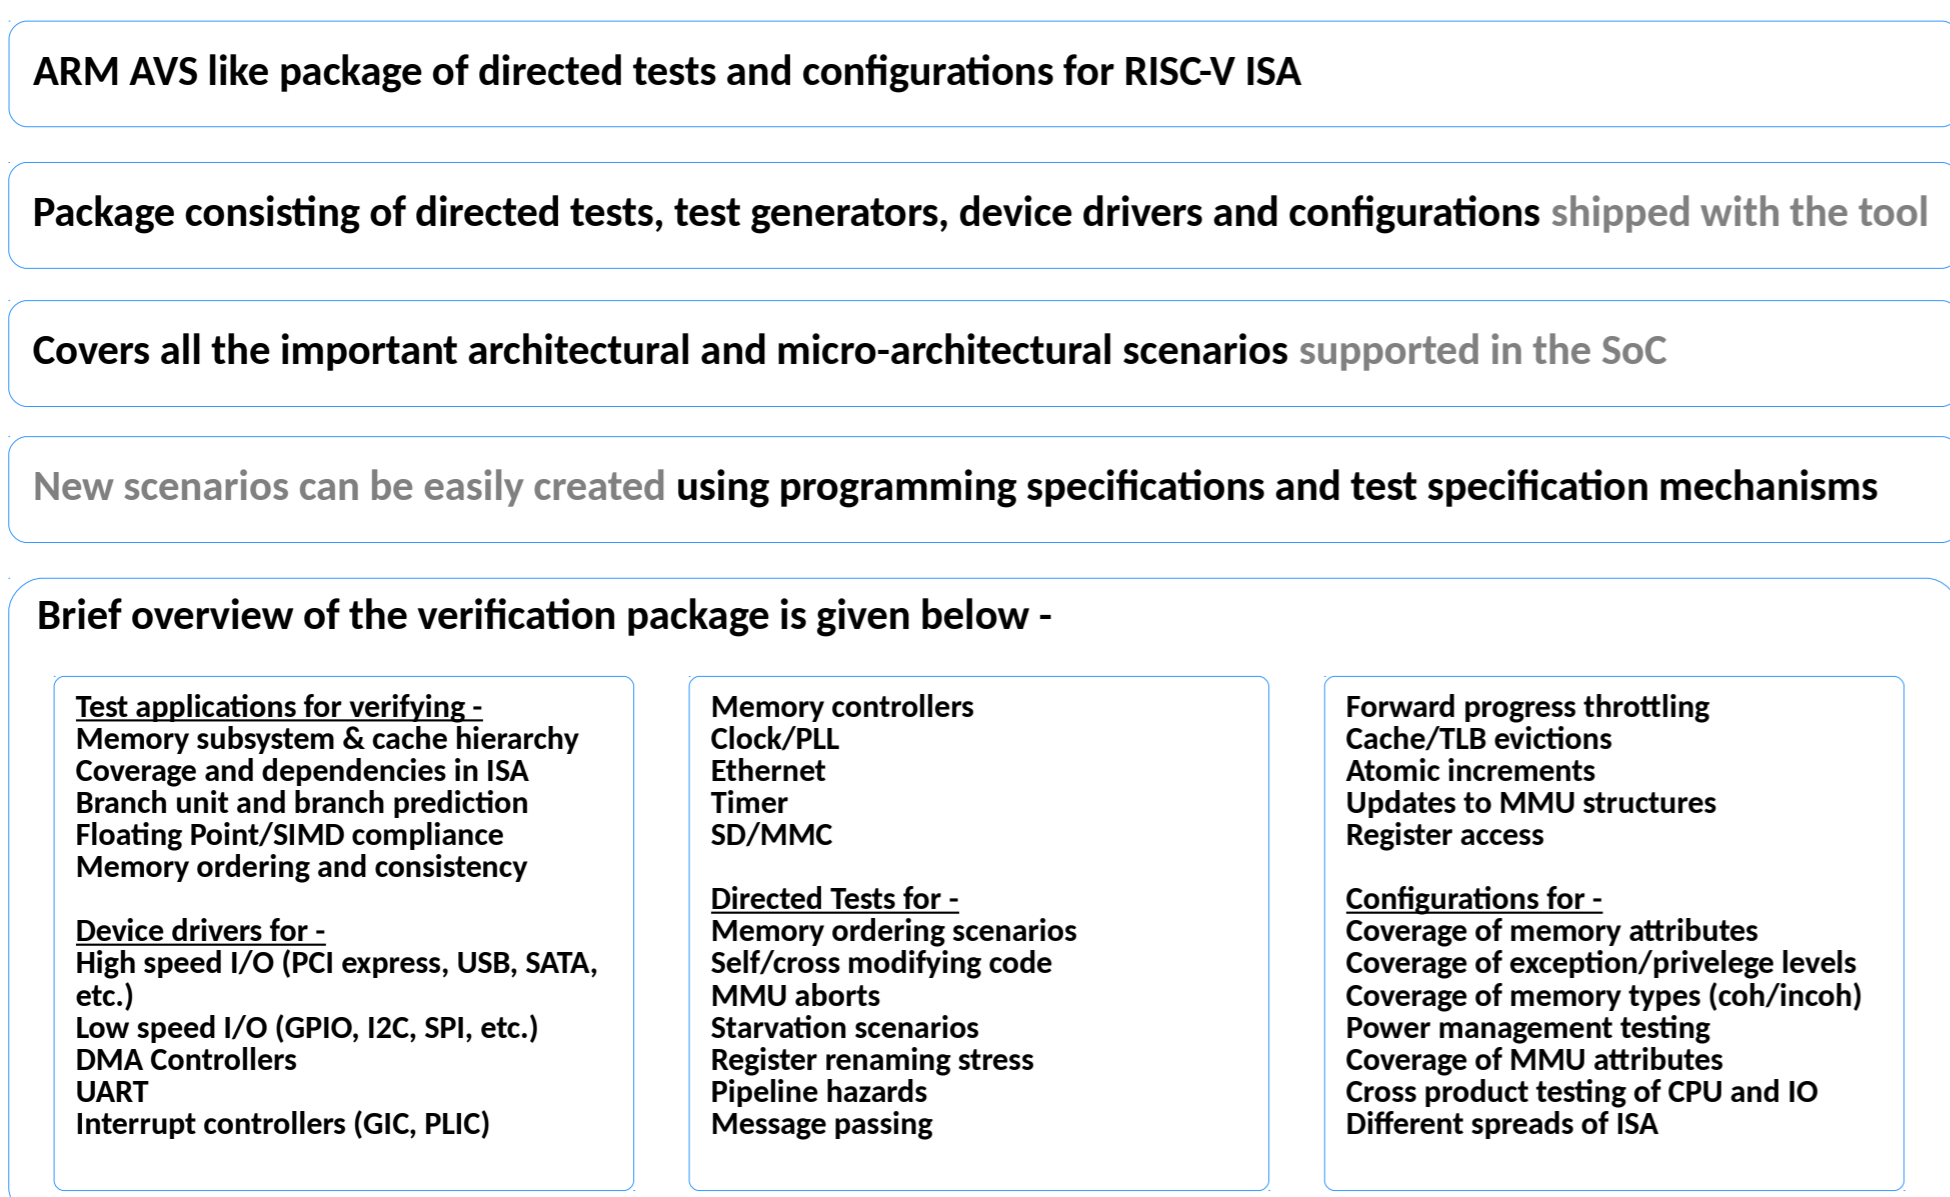 ARM AVS like package of directed tests and configurations for RISC-V ISA
Package consisting of directed tests, test generators, device drivers and configurations shipped with the tool
Covers all the important architectural and micro-architectural scenarios supported in the SoC
New scenarios can be easily created using programming specifications and test specification mechanisms
Brief overview of the verification package is given below -
Test applications for verifying -
Memory subsystem & cache hierarchy
Coverage and dependencies in ISA
Branch unit and branch prediction
Floating Point/SIMD compliance
Memory ordering and consistency
Device drivers for -
High speed I/O (PCI express, USB, SATA,
etc.)
Low speed I/O (GPIO, I2C, SPI, etc.)
DMA Controllers
UART
Interrupt controllers (GIC, PLIC)
Memory controllers
Clock/PLL
Ethernet
Timer
SD/MMC
Directed Tests for -
Memory ordering scenarios
Self/cross modifying code
MMU aborts
Starvation scenarios
Register renaming stress
Pipeline hazards
Message passing
Forward progress throttling
Cache/TLB evictions
Atomic increments
Updates to MMU structures
Register access
Configurations for -
Coverage of memory attributes
Coverage of exception/privelege levels
Coverage of memory types (coh/incoh)
Power management testing
Coverage of MMU attributes
Cross product testing of CPU and IO
Different spreads of ISA